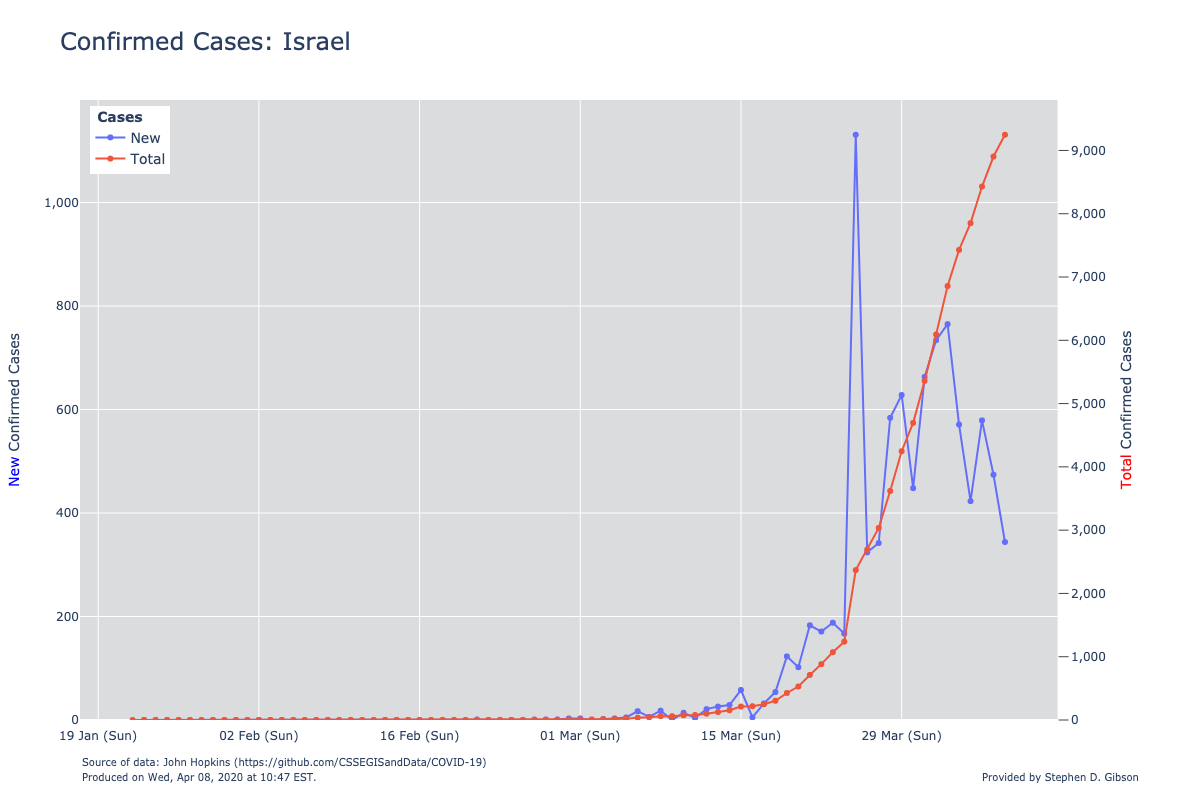 Confirmed Cases: Israel
Cases
New
Total
1,000
800
600
400
200
0
9,000
8,000
7,000
6,000
5,000
4,000
3,000
2,000
1,000
0
New Confirmed Cases
Total Confirmed Cases
19 Jan (Sun)
02 Feb (Sun)
16 Feb (Sun)
01 Mar (Sun)
15 Mar (Sun)
29 Mar (Sun)
Source of data: John Hopkins (https://github.com/CSSEGISandData/COVID-19)
Produced on Wed, Apr 08, 2020 at 10:47 EST.
Provided by Stephen D. Gibson